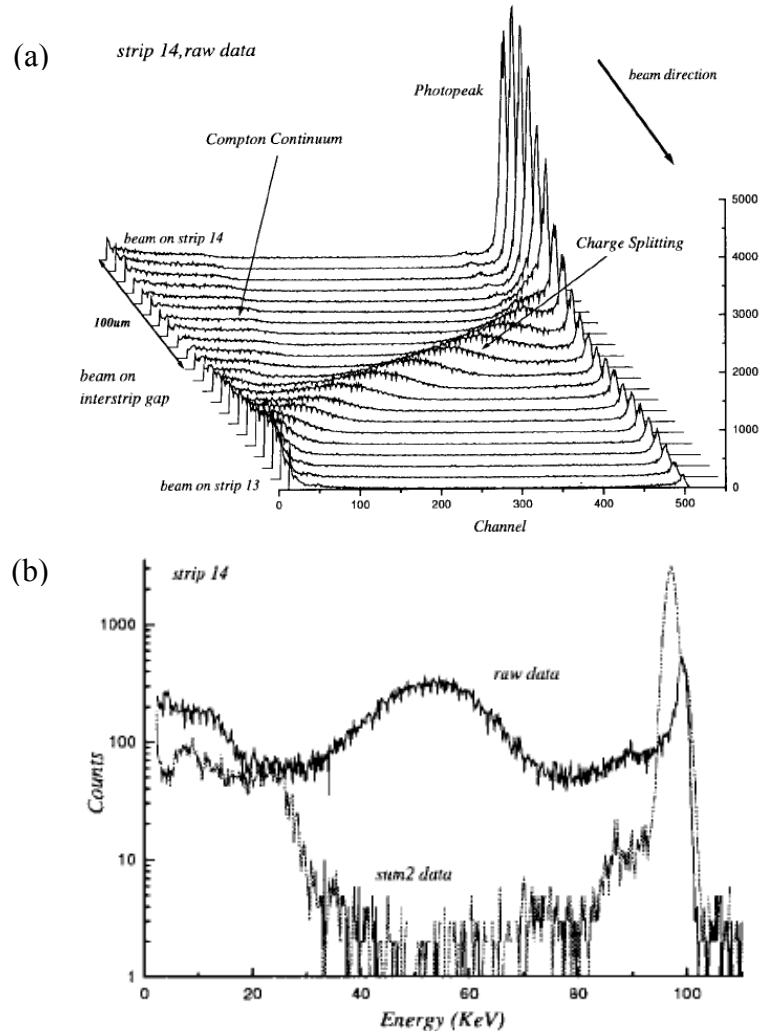 (a)
strip 14,raw data
Photopeak
beam direction
Compton Continuum
beam on strip 14
Charge Splitting
100um
beam on
interstrip gap
beam on strip 13
5000
4000
3000
2000
1000
0
0 100 200 300 400 500
Channel
(b)
strip 14
1000
raw data
100
Counts
10
sum2 data
1
0 20 40 60 80 100
Energy (KeV)